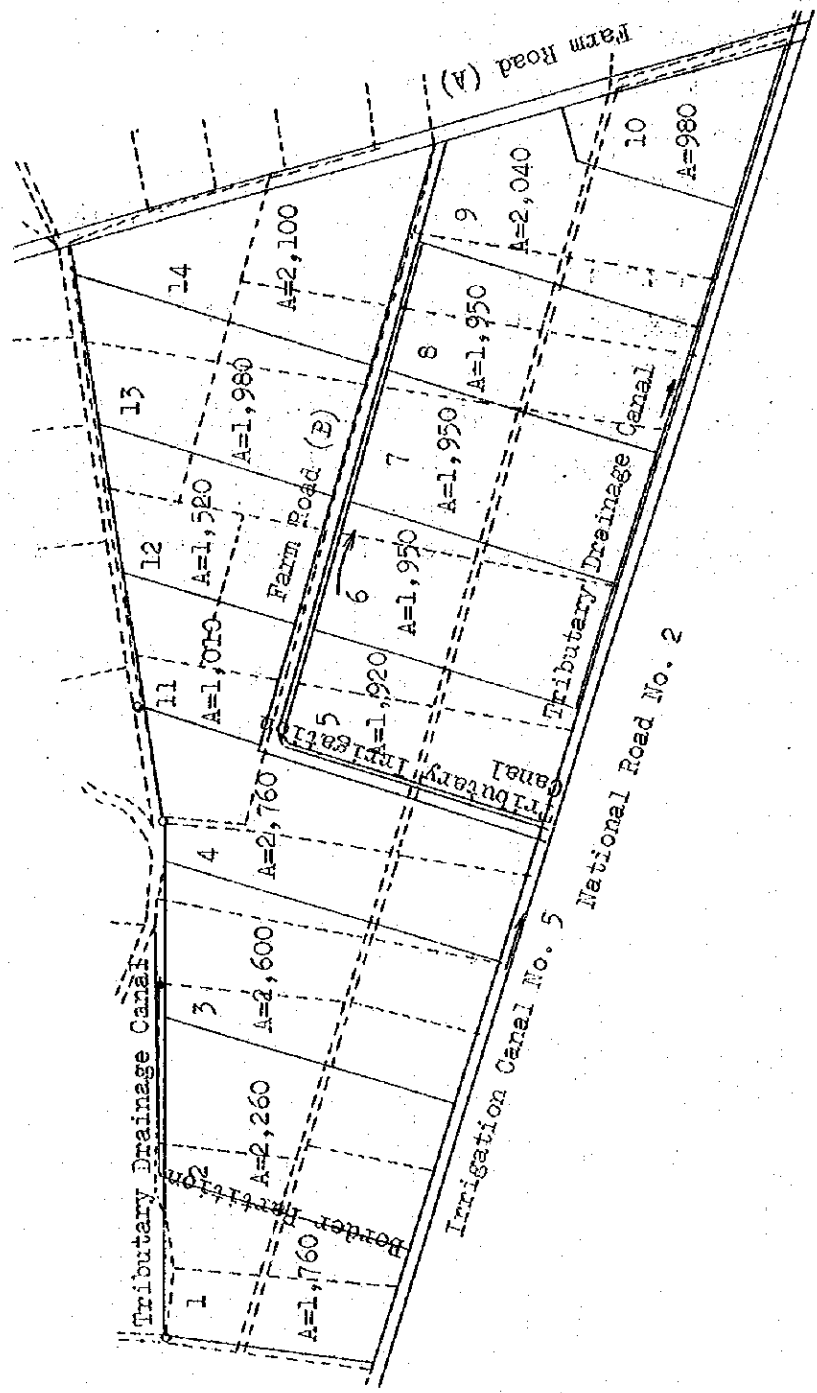 Tributary Drainage Canal
1
A=1,760
Border Partition
2
A=2,260
3
A=2,600
4
A=2,760
Tributary Irrigation
Canal
5
A=1,920
6
A=1,950
7
A=1,950
8
A=1,950
9
A=2,040
10
A=980
11
A=1,010
12
A=1,520
13
A=1,980
14
A=2,100
Farm Road (A)
Farm Road (B)
Tributary Drainage Canal
Irrigation Canal No. 5
National Road No. 2